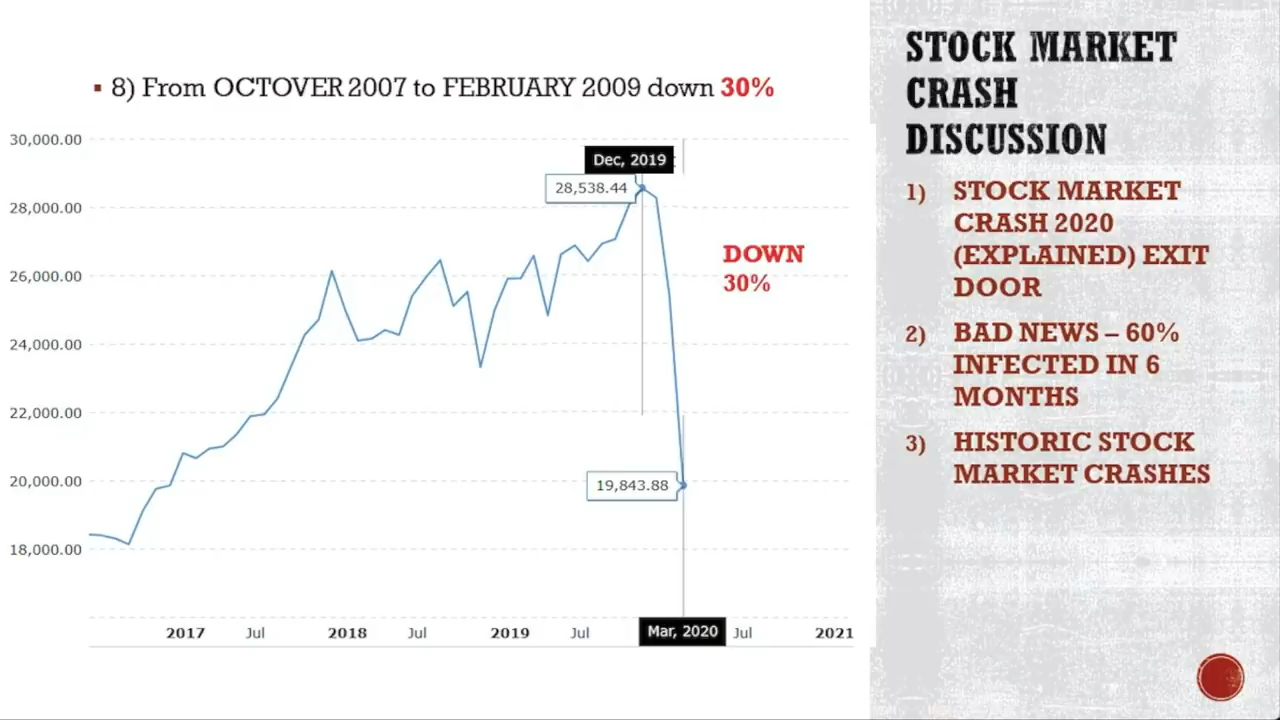 ▪ 8) From OCTOVER 2007 to FEBRUARY 2009 down 30%
30,000.00
28,000.00
26,000.00
24,000.00
22,000.00
20,000.00
18,000.00
Dec, 2019
28,538.44
DOWN
30%
19,843.88
2017 Jul 2018 Jul 2019 Jul Mar, 2020 Jul 2021
STOCK MARKET
CRASH
DISCUSSION
1) STOCK MARKET
CRASH 2020
(EXPLAINED) EXIT
DOOR
2) BAD NEWS – 60%
INFECTED IN 6
MONTHS
3) HISTORIC STOCK
MARKET CRASHES